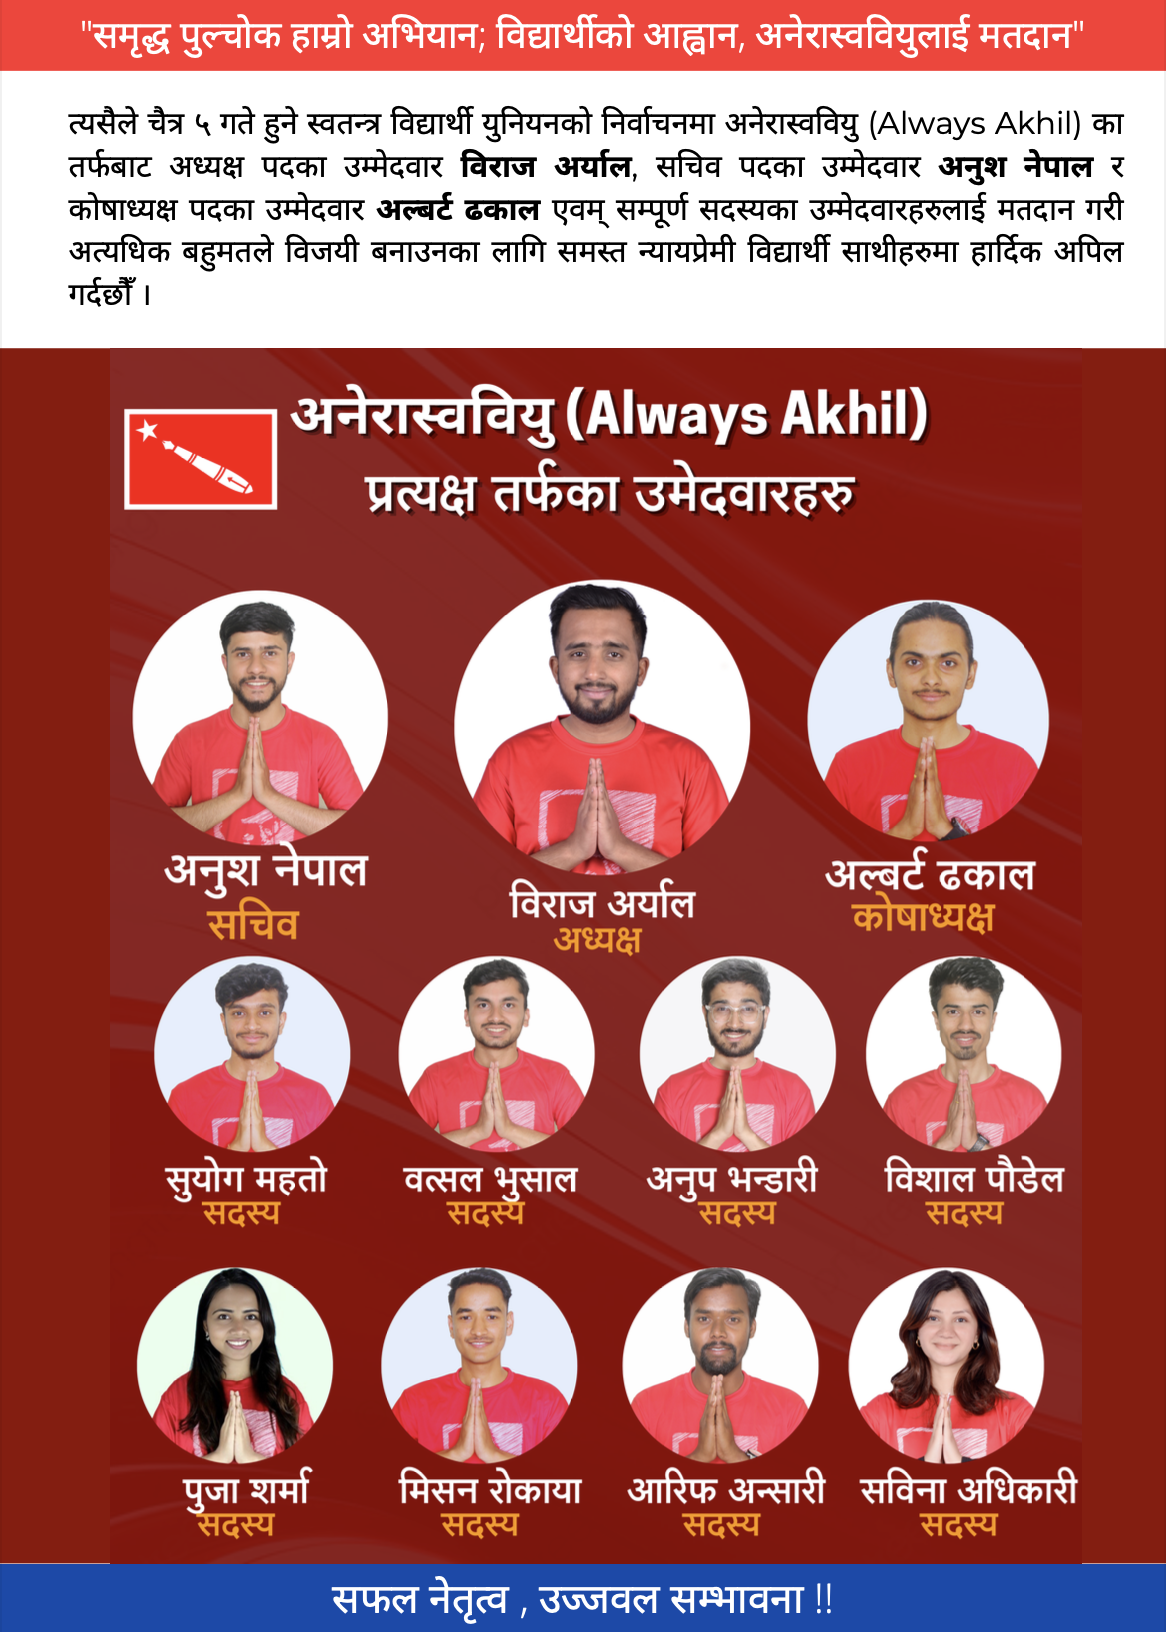 "समृद्ध पुल्चोक हाम्रो अभियान; विद्यार्थीको आह्वान, अनेरास्ववियुलाई मतदान"
त्यसैले चैत्र ५ गते हुने स्वतन्त्र विद्यार्थी युनियनको निर्वाचनमा अनेरास्ववियु (Always Akhil) का
तर्फबाट अध्यक्ष पदका उम्मेदवार विराज अर्याल, सचिव पदका उम्मेदवार अनुश नेपाल र
कोषाध्यक्ष पदका उम्मेदवार अल्बर्ट ढकाल एवम् सम्पूर्ण सदस्यका उम्मेदवारहरुलाई मतदान गरी
अत्यधिक बहुमतले विजयी बनाउनका लागि समस्त न्यायप्रेमी विद्यार्थी साथीहरुमा हार्दिक अपिल
गर्दछौँ ।
अनेरास्ववियु (Always Akhil)
प्रत्यक्ष तर्फका उमेदवारहरु
अनुश नेपाल
सचिव
विराज अर्याल
अध्यक्ष
अल्बर्ट ढकाल
कोषाध्यक्ष
सुयोग महतो
सदस्य
वत्सल भुसाल
सदस्य
अनुप भन्डारी
सदस्य
विशाल पौडेल
सदस्य
पुजा शर्मा
सदस्य
मिसन रोकाया
सदस्य
आरिफ अन्सारी
सदस्य
सविना अधिकारी
सदस्य
सफल नेतृत्व , उज्जवल सम्भावना !!